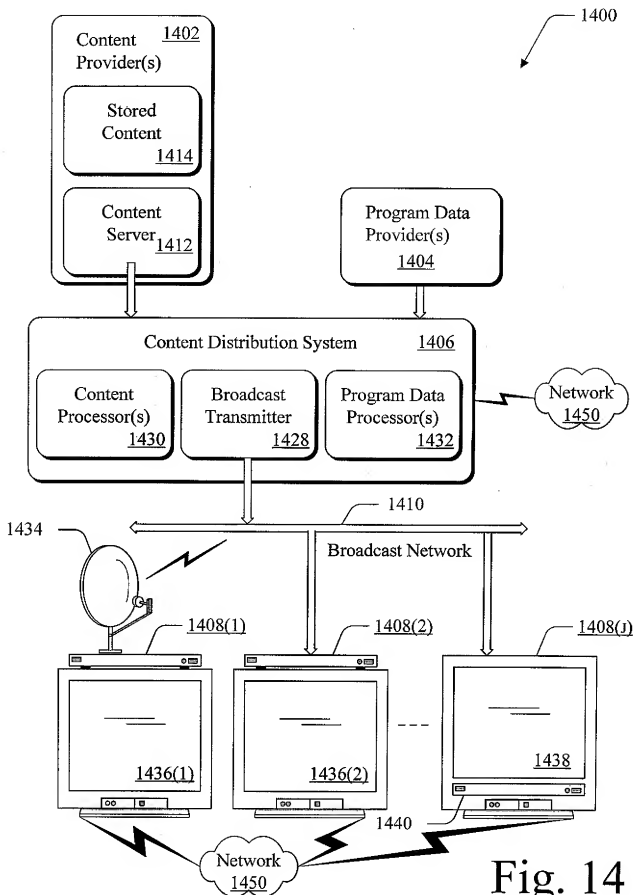 1400
Content 1402
Provider(s)
Stored
Content
1414
Content
Server
1412
Program Data
Provider(s)
1404
Content Distribution System 1406
Content
Processor(s)
1430
Broadcast
Transmitter
1428
Program Data
Processor(s)
1432
Network
1450
1410
1434
Broadcast Network
1408(1)
1408(2)
1408(J)
1436(1)
1436(2)
1438
1440
Network
1450
Fig. 14